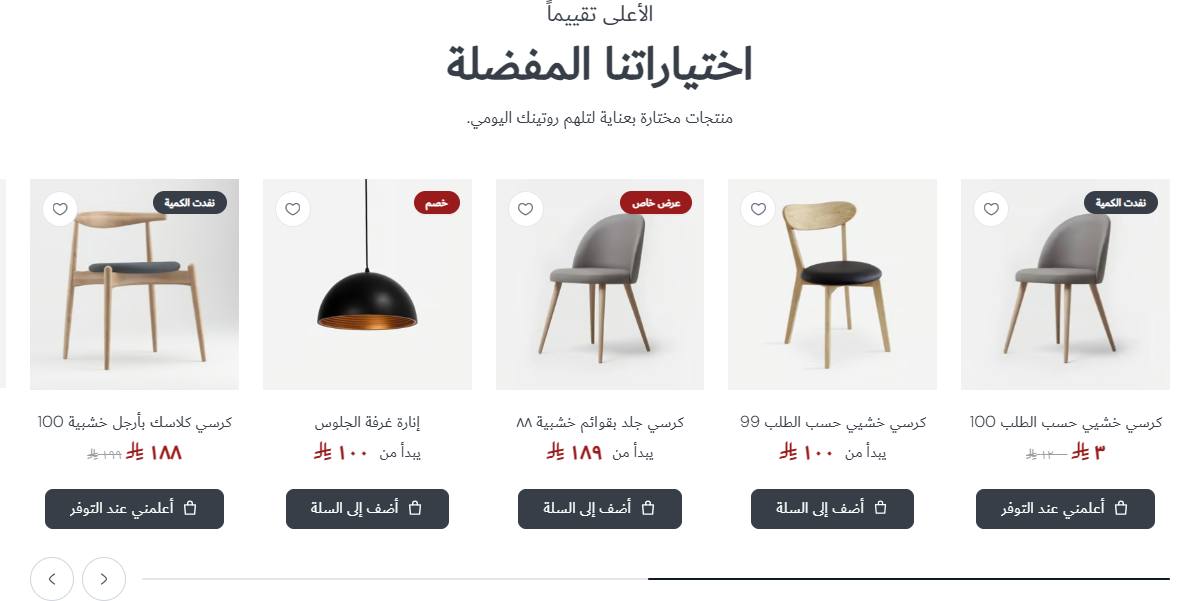 الأعلى تقييماً
اختياراتنا المفضلة
منتجات مختارة بعناية لتلهم روتينك اليومي.
نفدت الكمية
كرسي خشبي حسب الطلب 100
٣ ١٢٠
أعلمني عند التوفر
كرسي خشبي حسب الطلب 99
يبدأ من ١٠٠
أضف إلى السلة
عرض خاص
كرسي جلد بقوائم خشبية ٨٨
يبدأ من ١٨٩
أضف إلى السلة
خصم
إنارة غرفة الجلوس
يبدأ من ١٠٠
أضف إلى السلة
نفدت الكمية
كرسي كلاسك بأرجل خشبية 100
١٨٨ ١٩٩
أعلمني عند التوفر